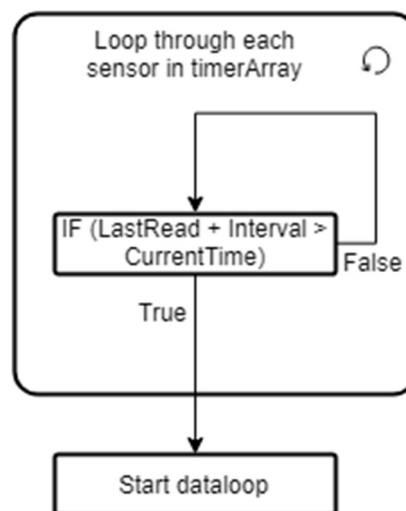 Loop through each
sensor in timerArray
IF (LastRead + Interval >
CurrentTime)
False
True
Start dataloop